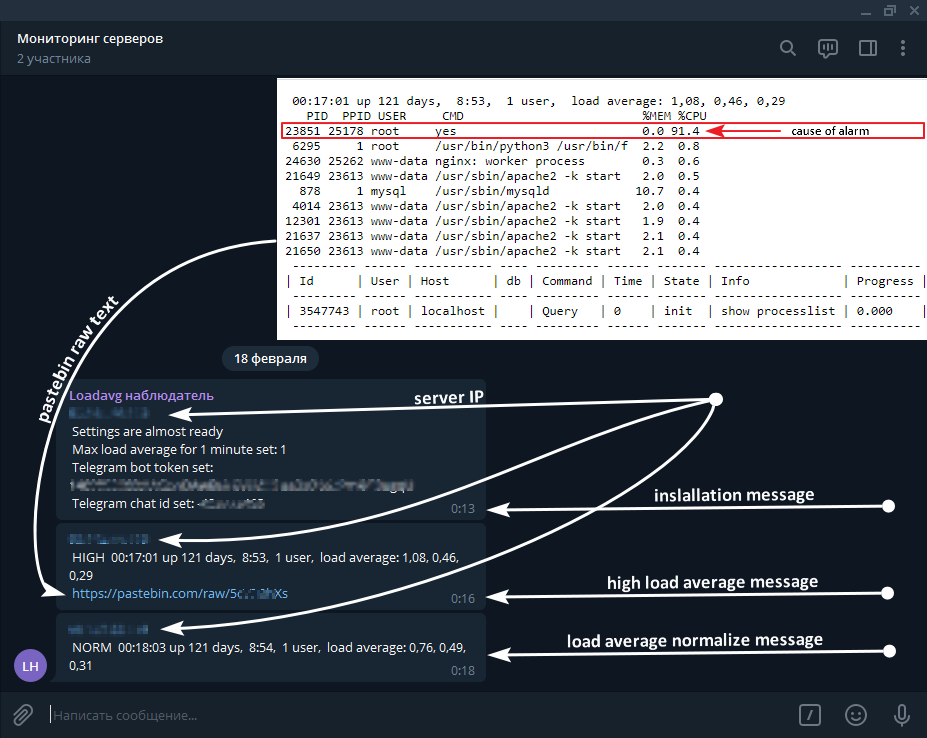 Мониторинг серверов
2 участника
00:17:01 up 121 days, 8:53, 1 user, load average: 1,08, 0,46, 0,29
PID PPID USER CMD %MEM %CPU
23851 25178 root yes 0.0 91.4 cause of alarm
6295 1 root /usr/bin/python3 /usr/bin/f 2.2 0.8
24630 25262 www-data nginx: worker process 0.3 0.6
21649 23613 www-data /usr/sbin/apache2 -k start 2.0 0.5
878 1 mysql /usr/sbin/mysqld 10.7 0.4
4014 23613 www-data /usr/sbin/apache2 -k start 2.0 0.4
12301 23613 www-data /usr/sbin/apache2 -k start 1.9 0.4
21637 23613 www-data /usr/sbin/apache2 -k start 2.1 0.4
21650 23613 www-data /usr/sbin/apache2 -k start 2.1 0.4
| Id | User | Host | db | Command | Time | State | Info | Progress |
| 3547743 | root | localhost | | Query | 0 | init | show processlist | 0.000 |
pastebin raw text
18 февраля
Loadavg наблюдатель
server IP
Settings are almost ready
Max load average for 1 minute set: 1
Telegram bot token set:
Telegram chat id set:
0:13
inslallation message
HIGH 00:17:01 up 121 days, 8:53, 1 user, load average: 1,08, 0,46,
0,29
https://pastebin.com/raw/
0:16
high load average message
NORM 00:18:03 up 121 days, 8:54, 1 user, load average: 0,76, 0,49,
0,31
0:18
load average normalize message
LH
Написать сообщение...